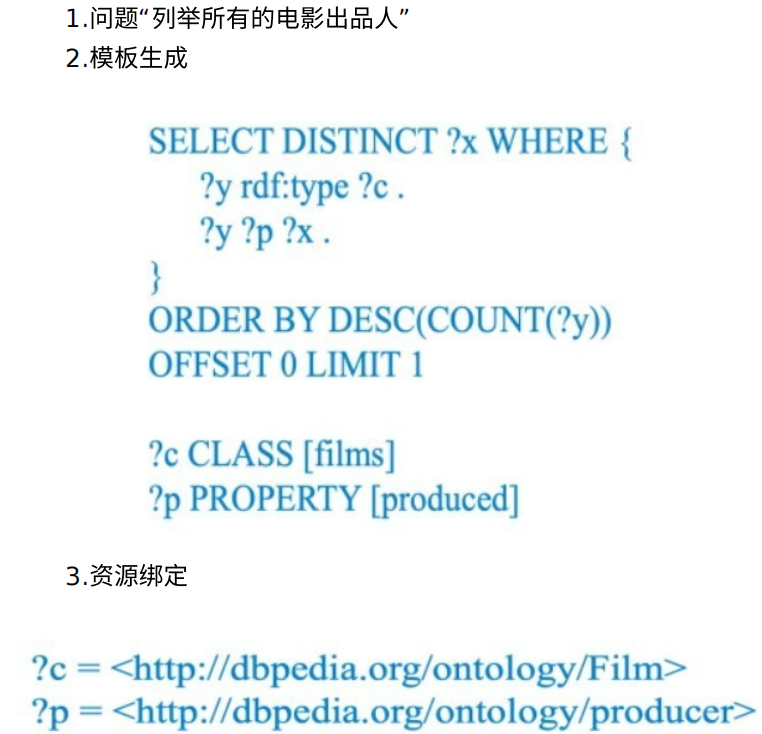 1.问题“列举所有的电影出品人”
2.模板生成
SELECT DISTINCT ?x WHERE {
?y rdf:type ?c .
?y ?p ?x .
}
ORDER BY DESC(COUNT(?y))
OFFSET 0 LIMIT 1
?c CLASS [films]
?p PROPERTY [produced]
3.资源绑定
?c = <http://dbpedia.org/ontology/Film>
?p = <http://dbpedia.org/ontology/producer>